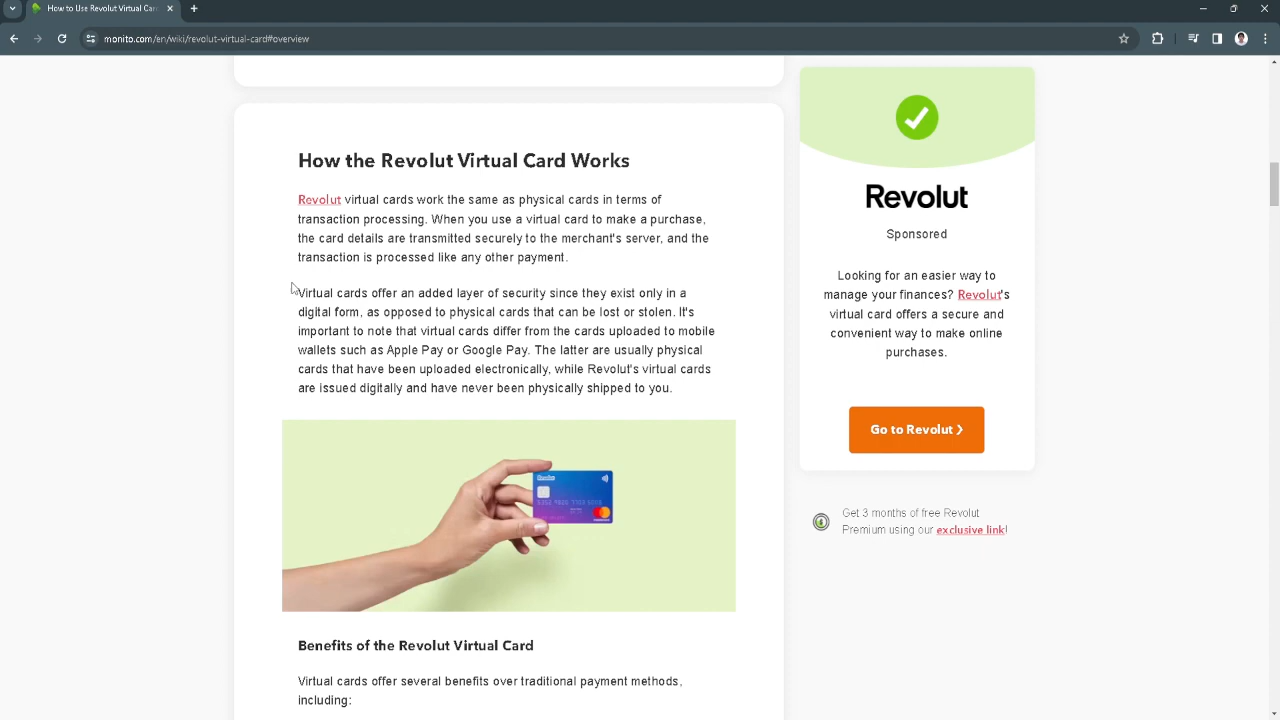 How to Use Revolut Virtual Car
monito.com/en/wiki/revolut-virtual-card#overview
How the Revolut Virtual Card Works
Revolut virtual cards work the same as physical cards in terms of
transaction processing. When you use a virtual card to make a purchase,
the card details are transmitted securely to the merchant's server, and the
transaction is processed like any other payment.
Virtual cards offer an added layer of security since they exist only in a
digital form, as opposed to physical cards that can be lost or stolen. It's
important to note that virtual cards differ from the cards uploaded to mobile
wallets such as Apple Pay or Google Pay. The latter are usually physical
cards that have been uploaded electronically, while Revolut's virtual cards
are issued digitally and have never been physically shipped to you.
Revolut
Benefits of the Revolut Virtual Card
Virtual cards offer several benefits over traditional payment methods,
including:
Revolut
Sponsored
Looking for an easier way to
manage your finances? Revolut's
virtual card offers a secure and
convenient way to make online
purchases.
Go to Revolut ❯
Get 3 months of free Revolut
Premium using our exclusive link!